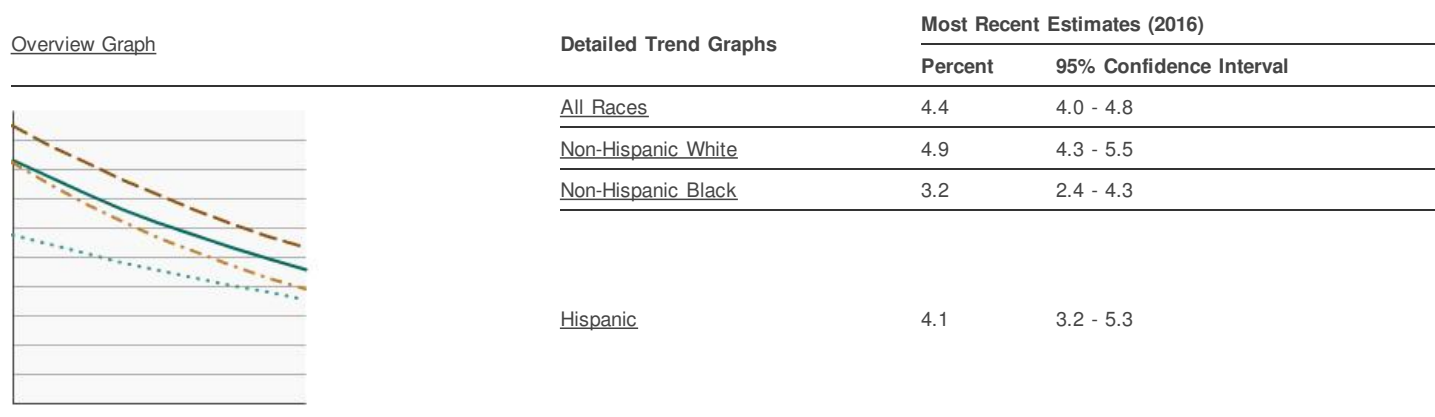 Most Recent Estimates (2016)
Overview Graph Detailed Trend Graphs
Percent 95% Confidence Interval
All Races 4.4 4.0 - 4.8
Non-Hispanic White 4.9 4.3 - 5.5
Non-Hispanic Black 3.2 2.4 - 4.3
Hispanic 4.1 3.2 - 5.3